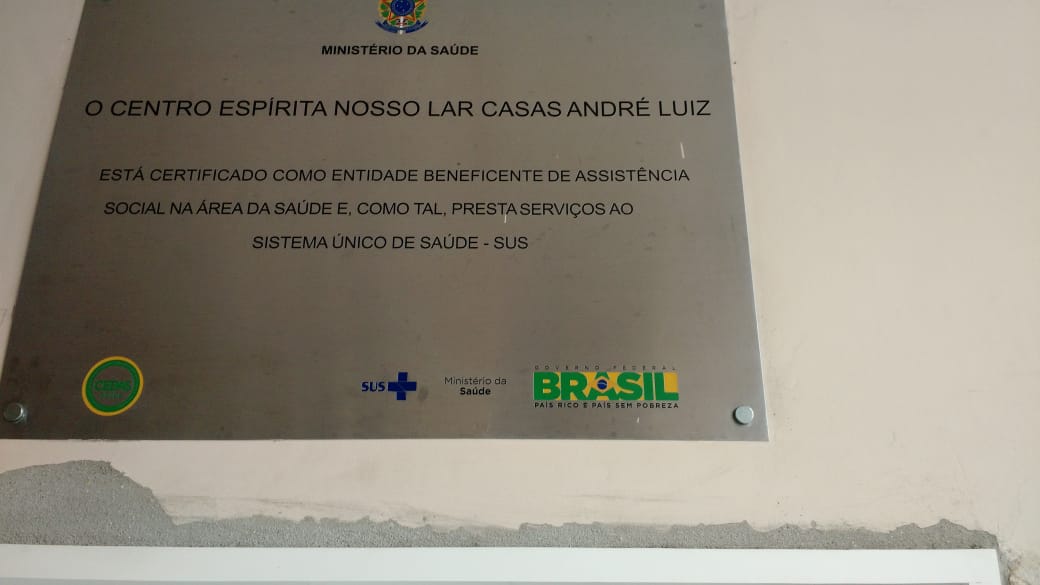 MINISTÉRIO DA SAÚDE
O CENTRO ESPÍRITA NOSSO LAR CASAS ANDRÉ LUIZ
ESTÁ CERTIFICADO COMO ENTIDADE BENEFICENTE DE ASSISTÊNCIA
SOCIAL NA ÁREA DA SAÚDE E, COMO TAL, PRESTA SERVIÇOS AO
SISTEMA ÚNICO DE SAÚDE - SUS
CEBAS
SUS
Ministério da
Saúde
GOVERNO FEDERAL
BRASIL
PAÍS RICO É PAÍS SEM POBREZA